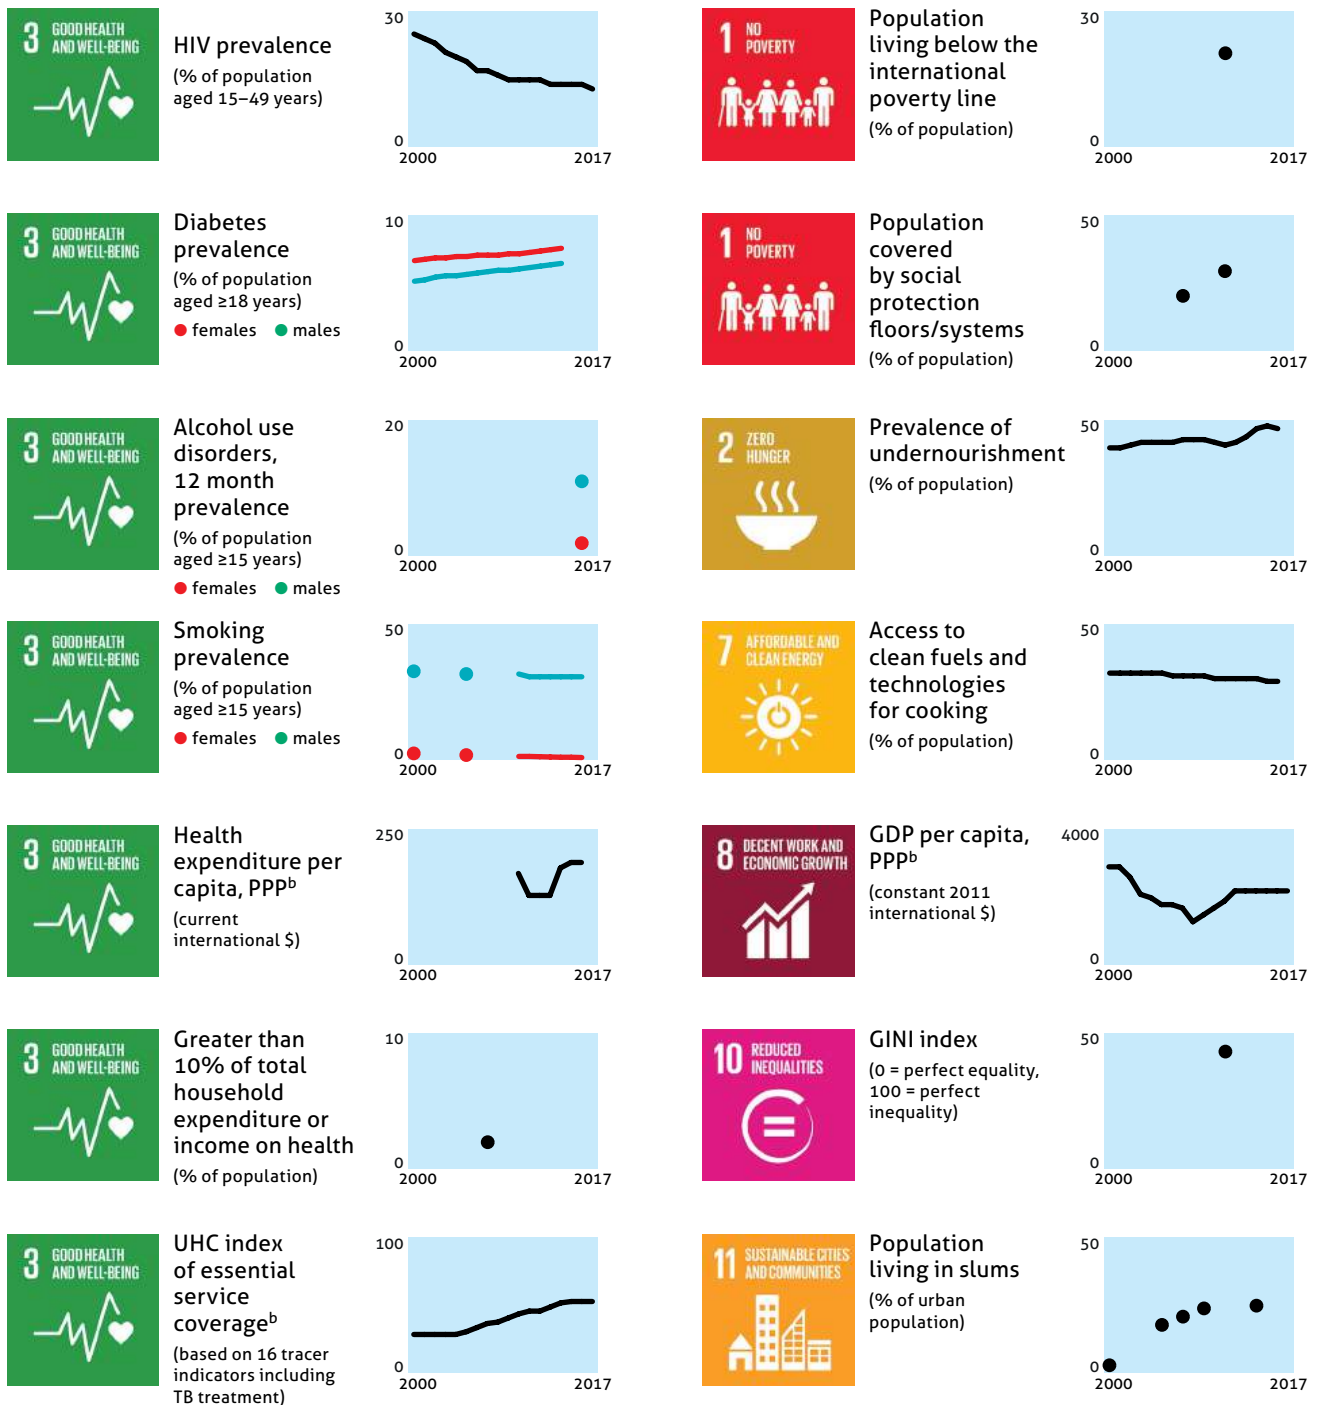 3 GOOD HEALTH
AND WELL-BEING
HIV prevalence
(% of population
aged 15–49 years)
30
0
2000 2017
3 GOOD HEALTH
AND WELL-BEING
Diabetes
prevalence
(% of population
aged ≥18 years)
females males
10
0
2000 2017
3 GOOD HEALTH
AND WELL-BEING
Alcohol use
disorders,
12 month
prevalence
(% of population
aged ≥15 years)
females males
20
0
2000 2017
3 GOOD HEALTH
AND WELL-BEING
Smoking
prevalence
(% of population
aged ≥15 years)
females males
50
0
2000 2017
3 GOOD HEALTH
AND WELL-BEING
Health
expenditure per
capita, PPPᵇ
(current
international $)
250
0
2000 2017
3 GOOD HEALTH
AND WELL-BEING
Greater than
10% of total
household
expenditure or
income on health
(% of population)
10
0
2000 2017
3 GOOD HEALTH
AND WELL-BEING
UHC index
of essential
service
coverageᵇ
(based on 16 tracer
indicators including
TB treatment)
100
0
2000 2017
1 NO
POVERTY
Population
living below the
international
poverty line
(% of population)
30
0
2000 2017
1 NO
POVERTY
Population
covered
by social
protection
floors/systems
(% of population)
50
0
2000 2017
2 ZERO
HUNGER
Prevalence of
undernourishment
(% of population)
50
0
2000 2017
7 AFFORDABLE AND
CLEAN ENERGY
Access to
clean fuels and
technologies
for cooking
(% of population)
50
0
2000 2017
8 DECENT WORK AND
ECONOMIC GROWTH
GDP per capita,
PPPᵇ
(constant 2011
international $)
4000
0
2000 2017
10 REDUCED
INEQUALITIES
GINI index
(0 = perfect equality,
100 = perfect
inequality)
50
0
2000 2017
11 SUSTAINABLE CITIES
AND COMMUNITIES
Population
living in slums
(% of urban
population)
50
0
2000 2017